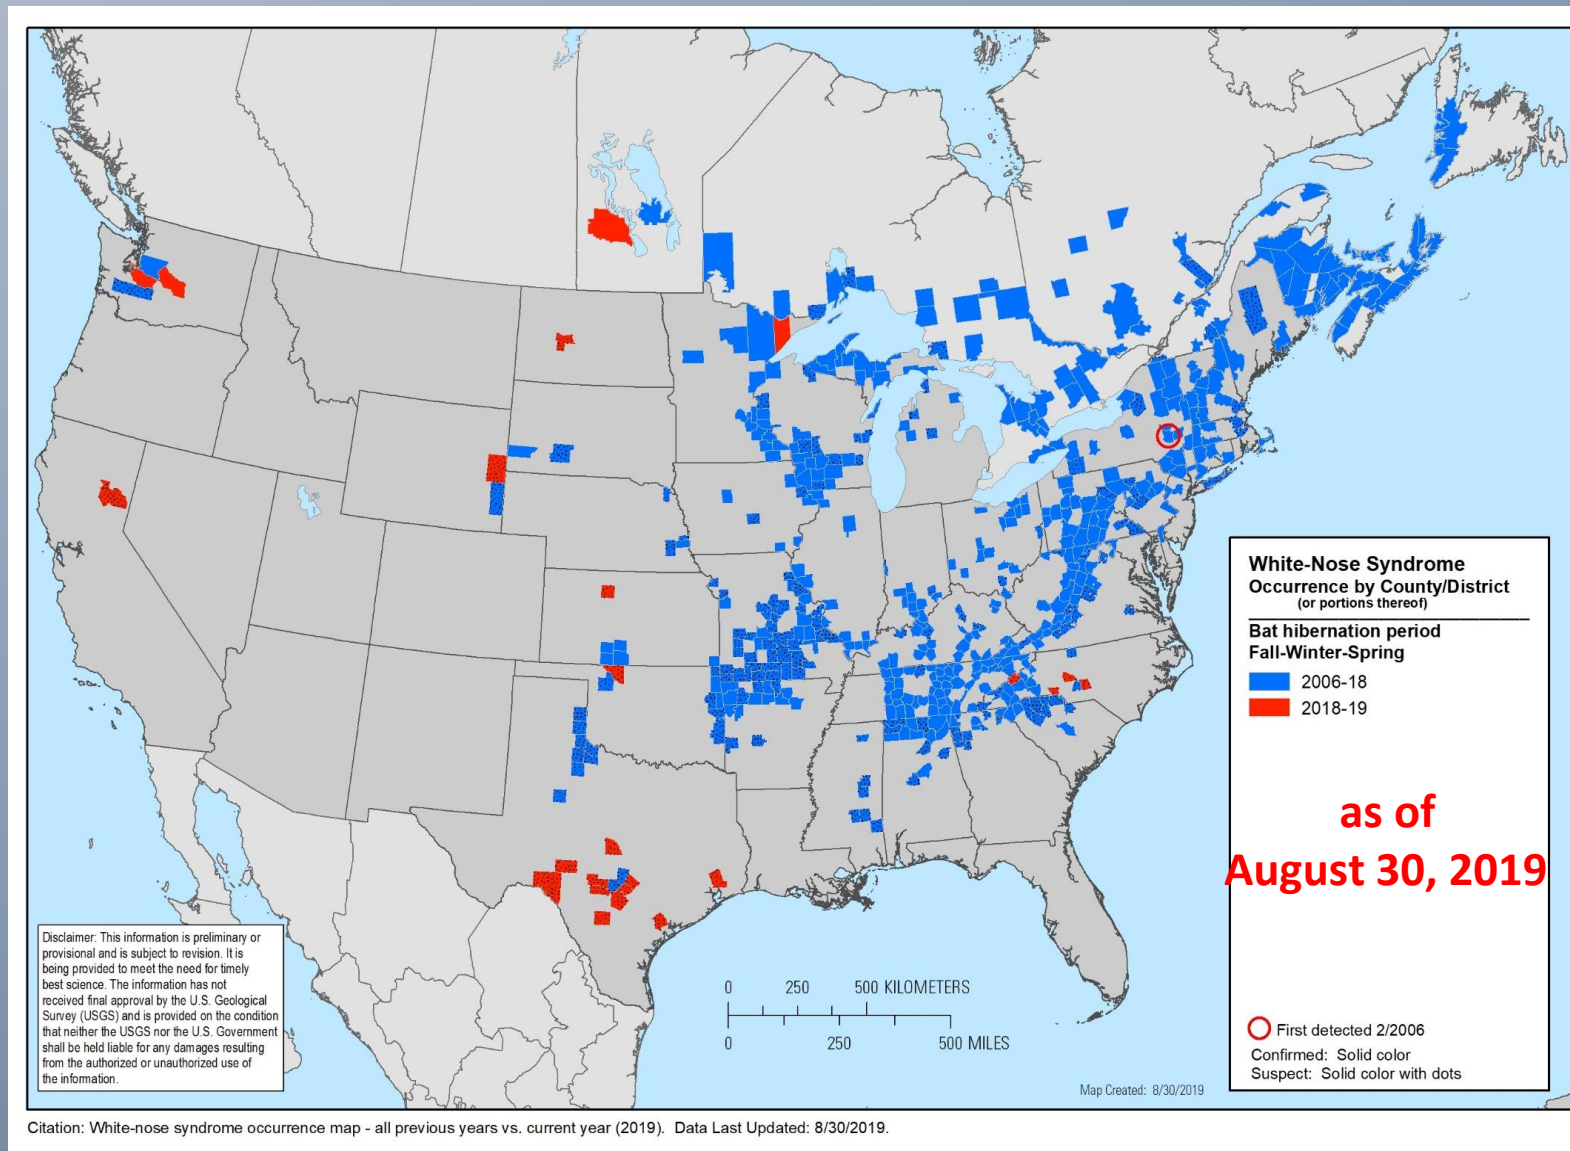 White-Nose Syndrome
Occurrence by County/District
(or portions thereof)
Bat hibernation period
Fall-Winter-Spring
2006-18
2018-19
as of
August 30, 2019
First detected 2/2006
Confirmed: Solid color
Suspect: Solid color with dots
Disclaimer: This information is preliminary or
provisional and is subject to revision. It is
being provided to meet the need for timely
best science. The information has not
received final approval by the U.S. Geological
Survey (USGS) and is provided on the condition
that neither the USGS nor the U.S. Government
shall be held liable for any damages resulting
from the authorized or unauthorized use of
the information.
0 250 500 KILOMETERS
0 250 500 MILES
Map Created: 8/30/2019
Citation: White-nose syndrome occurrence map - all previous years vs. current year (2019). Data Last Updated: 8/30/2019.